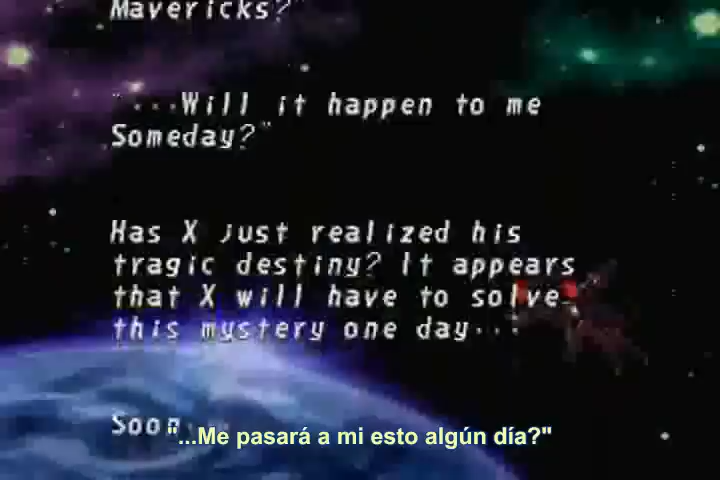 Mavericks?"
"...Will it happen to me
Someday?"
Has X just realized his
tragic destiny? It appears
that X will have to solve
this mystery one day...
Soon...
"...Me pasará a mi esto algún día?"